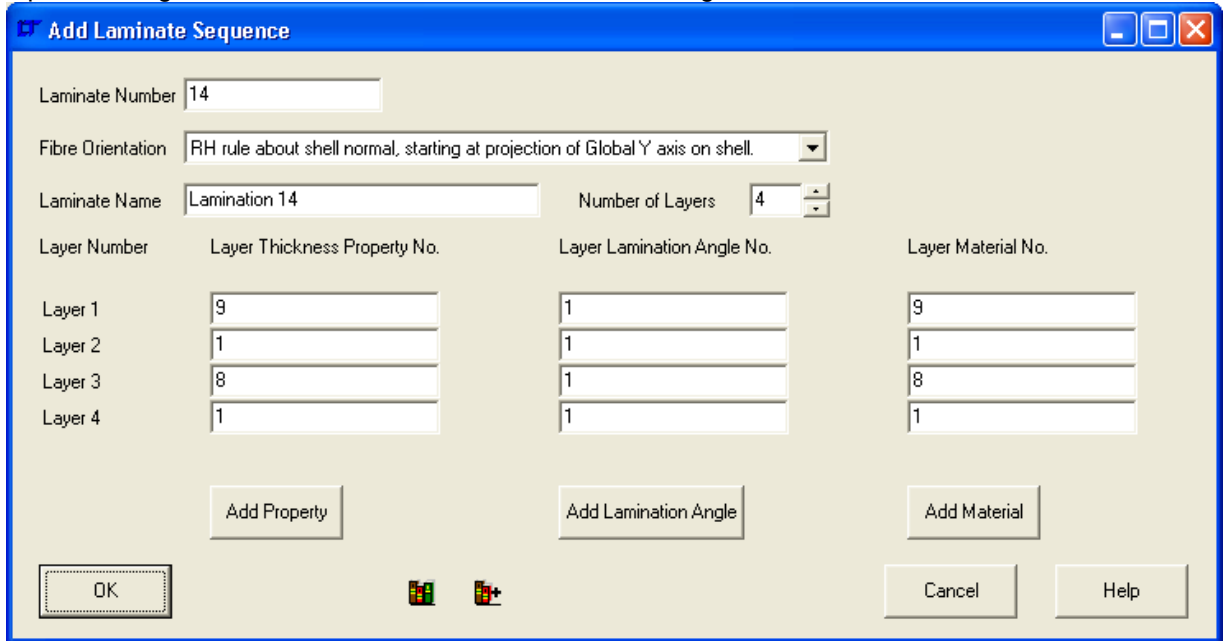 Add Laminate Sequence
Laminate Number 14
Fibre Orientation RH rule about shell normal, starting at projection of Global Y axis on shell.
Laminate Name Lamination 14 Number of Layers 4
Layer Number Layer Thickness Property No. Layer Lamination Angle No. Layer Material No.
Layer 1 9 1 9
Layer 2 1 1 1
Layer 3 8 1 8
Layer 4 1 1 1
Add Property Add Lamination Angle Add Material
OK Cancel Help